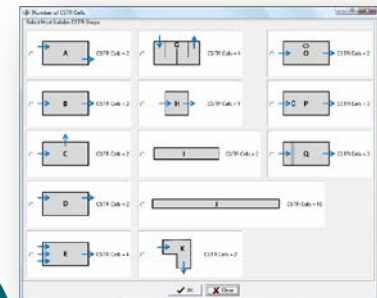 Number of CSTR Cells
Select Most Suitable CSTR Shape
A CSTR Cells = 2
G CSTR Cells = 4
O CSTR Cells = 2
B CSTR Cells = 2
H CSTR Cells = 1
P CSTR Cells = 3
C CSTR Cells = 2
I CSTR Cells = 3
Q CSTR Cells = 3
D CSTR Cells = 2
J CSTR Cells = 10
E CSTR Cells = 4
K CSTR Cells = 2
OK Close